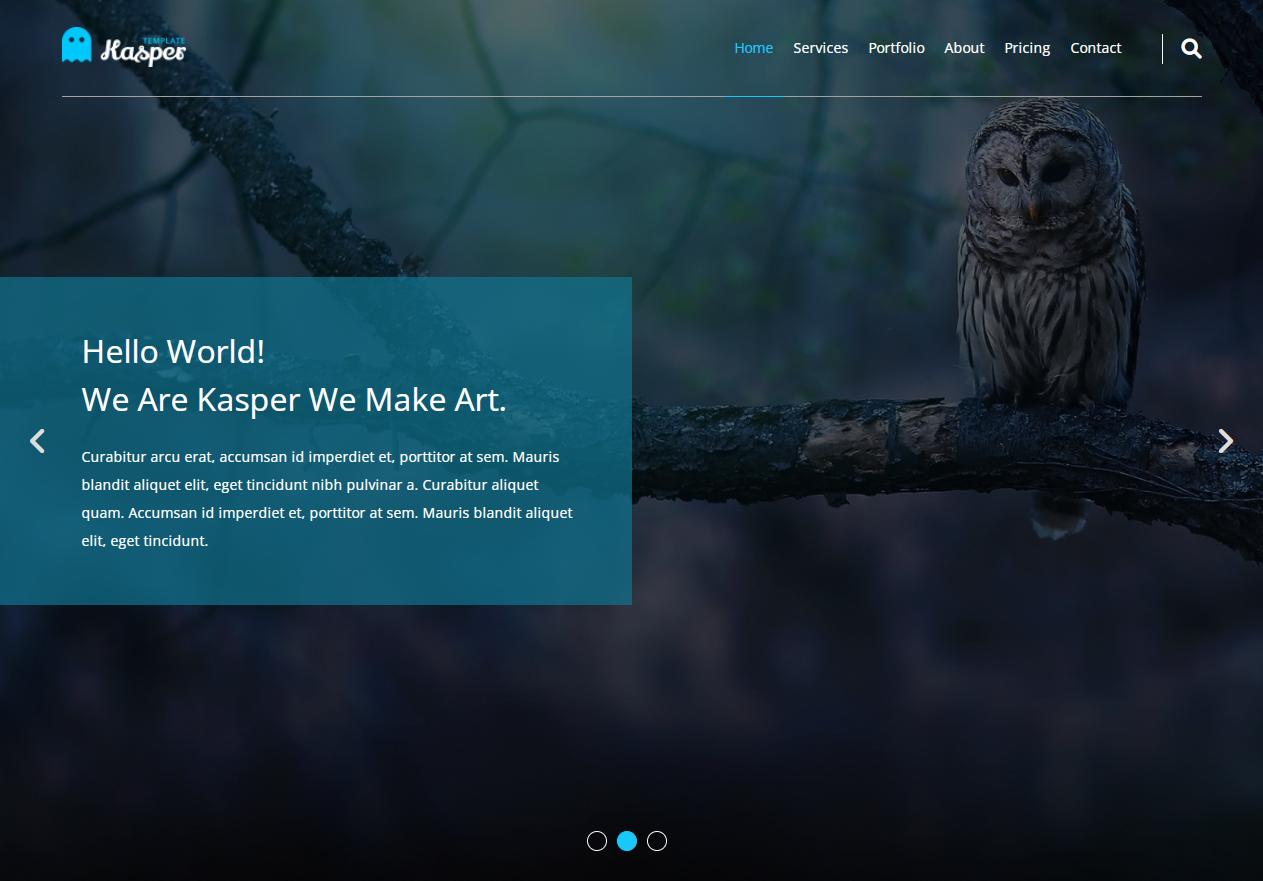 TEMPLATE
Kasper
Home Services Portfolio About Pricing Contact
Hello World!
We Are Kasper We Make Art.
Curabitur arcu erat, accumsan id imperdiet et, porttitor at sem. Mauris
blandit aliquet elit, eget tincidunt nibh pulvinar a. Curabitur aliquet
quam. Accumsan id imperdiet et, porttitor at sem. Mauris blandit aliquet
elit, eget tincidunt.